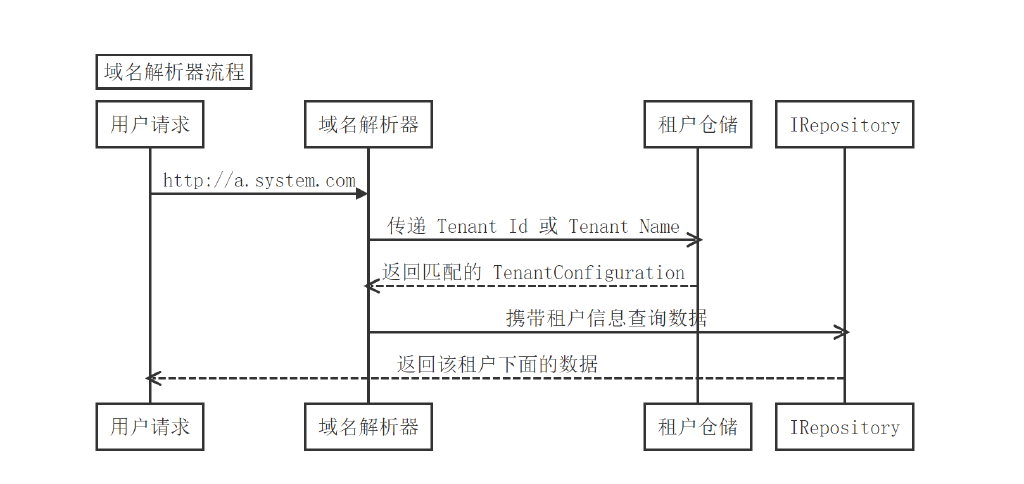 域名解析器流程
用户请求 域名解析器 租户仓储 IRepository
http://a.system.com
传递 Tenant Id 或 Tenant Name
返回匹配的 TenantConfiguration
携带租户信息查询数据
返回该租户下面的数据
用户请求 域名解析器 租户仓储 IRepository